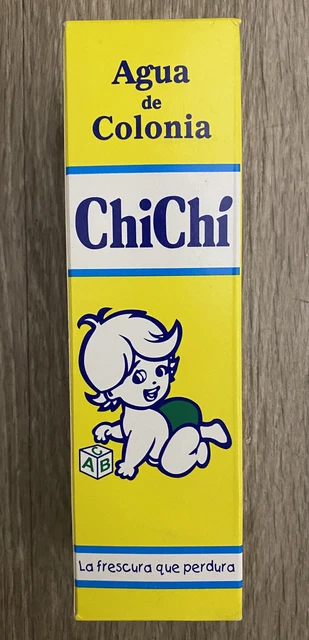 Agua
de
Colonia
ChiChí
C
A B
La frescura que perdura